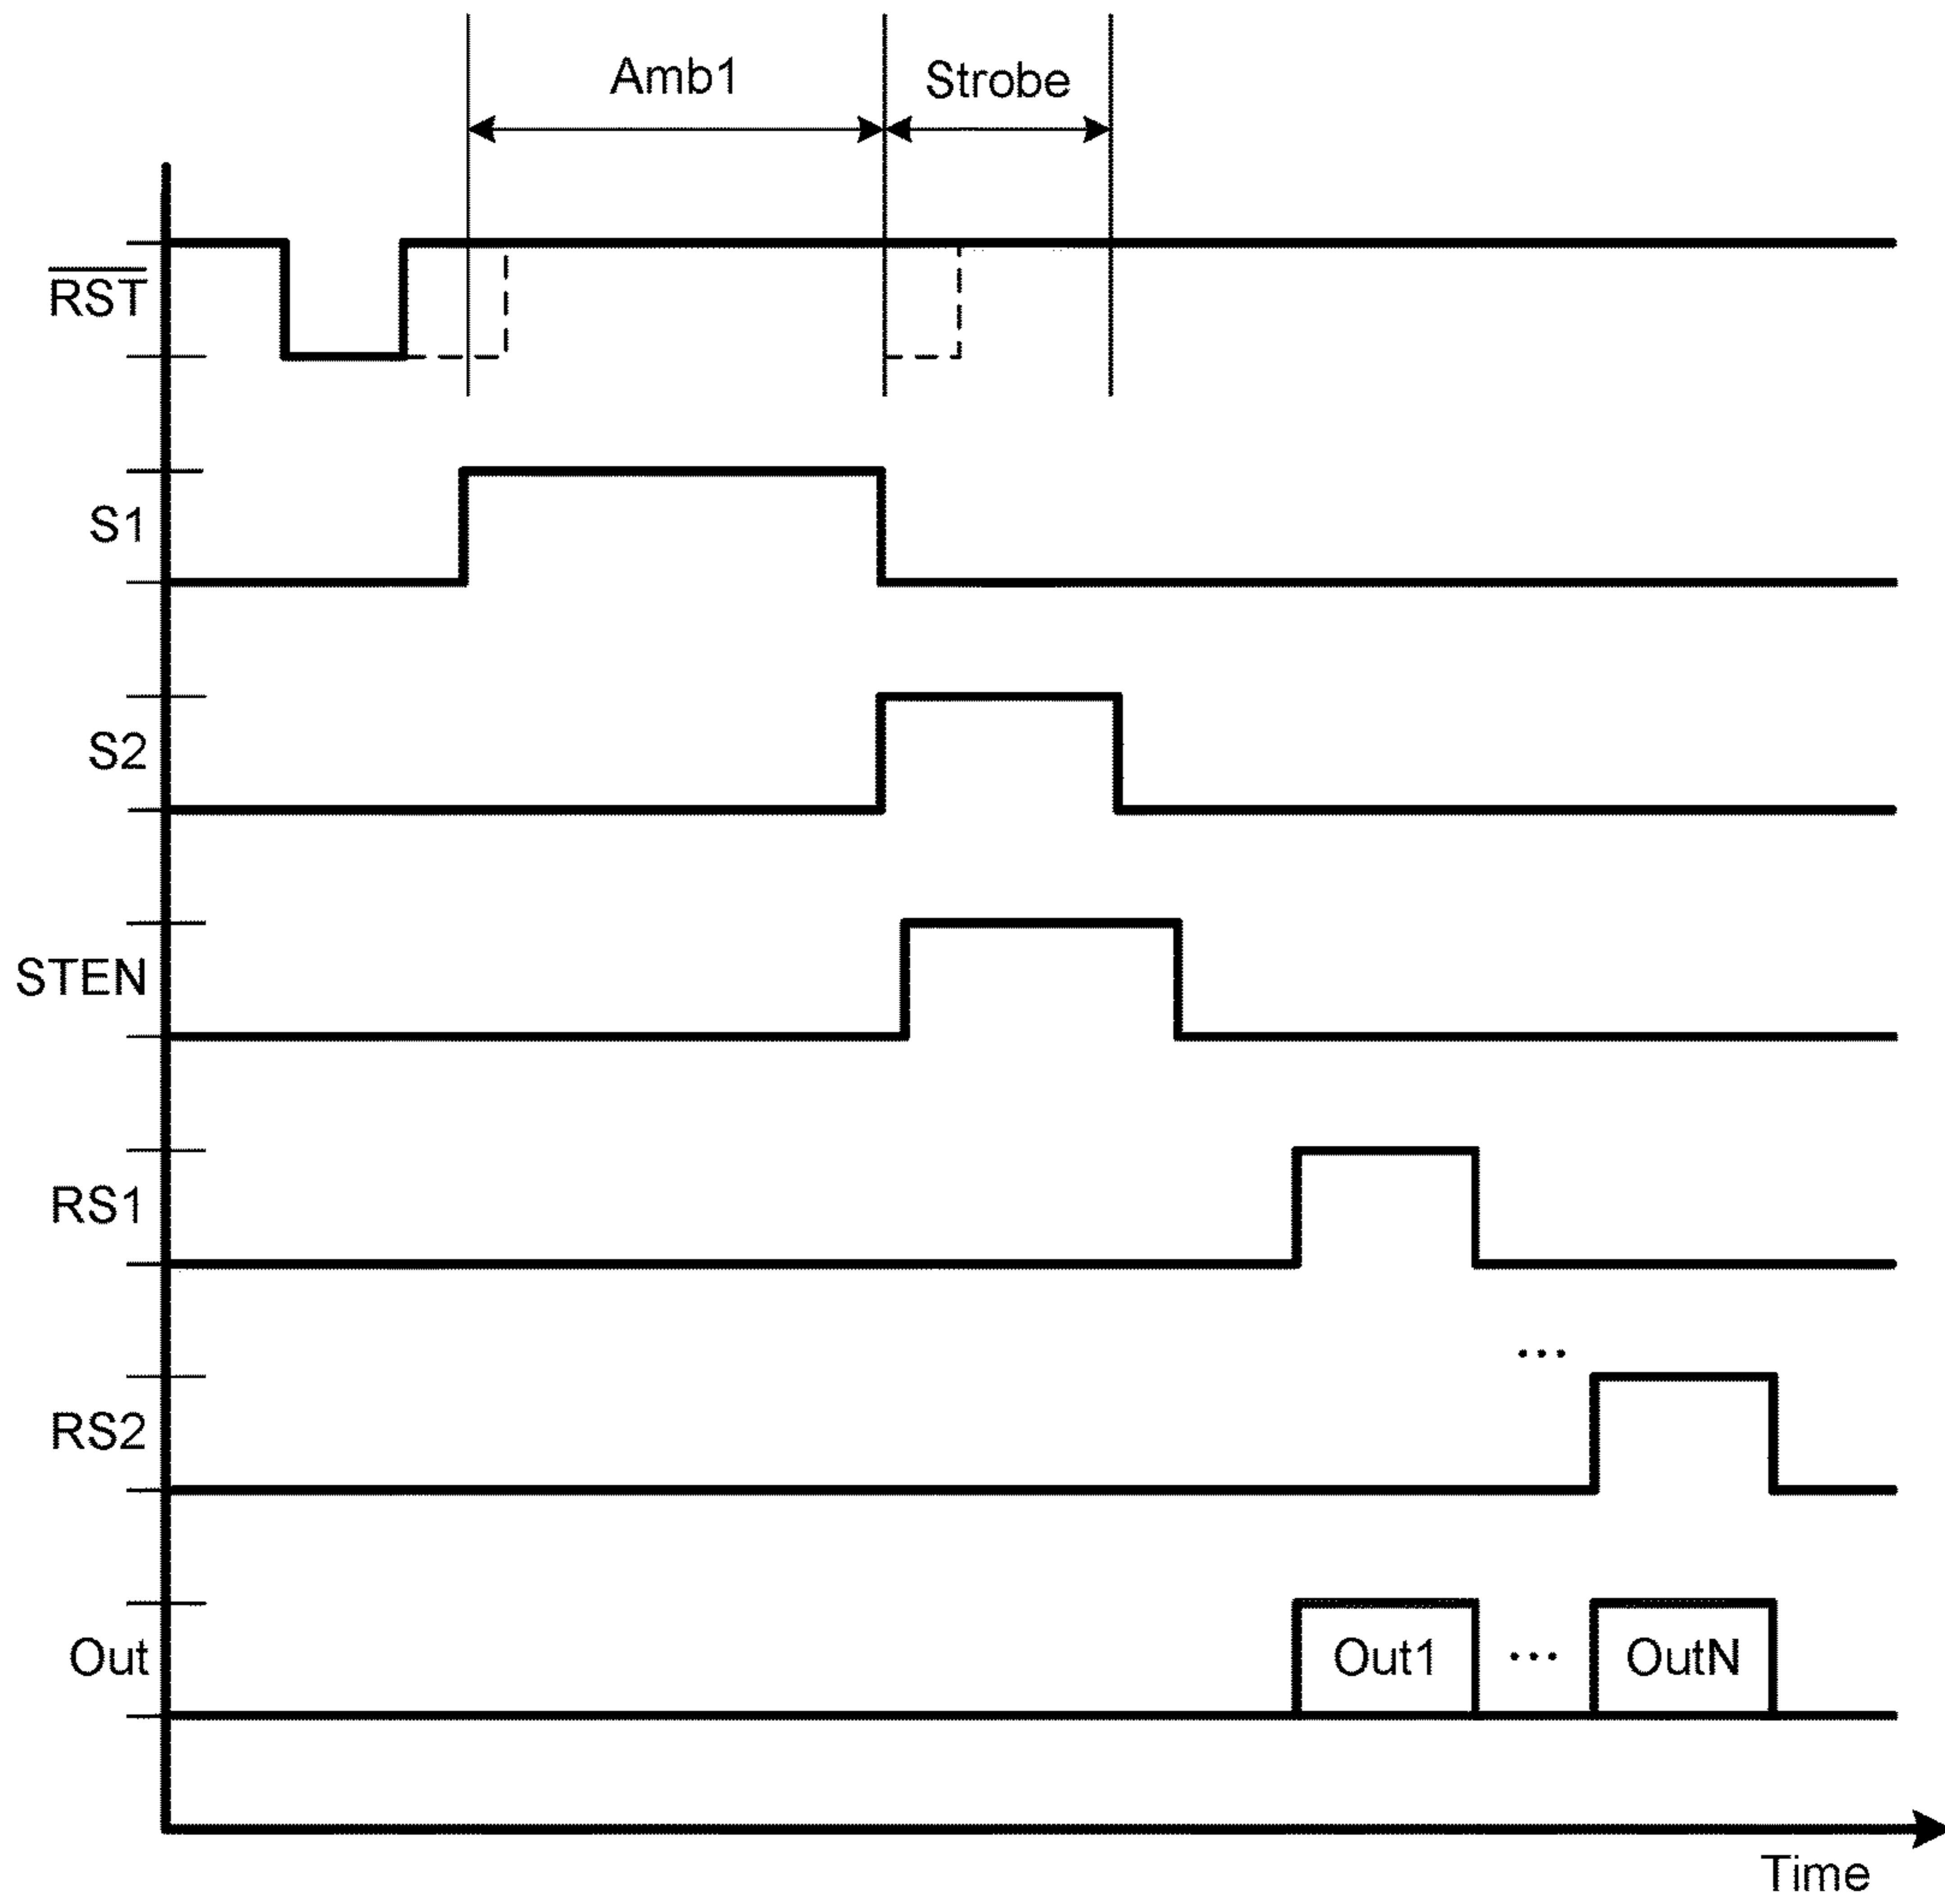 Amb1
Strobe
RST
S1
S2
STEN
RS1
...
RS2
Out
Out1
...
OutN
Time